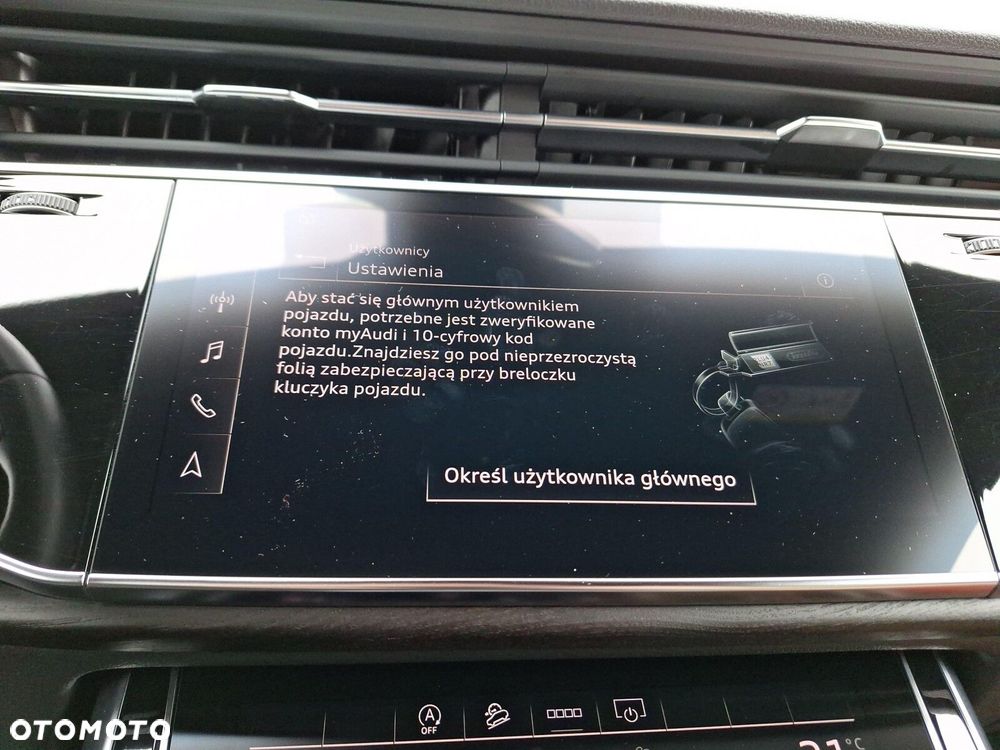 Użytkownicy
Ustawienia
Aby stać się głównym użytkownikiem
pojazdu, potrzebne jest zweryfikowane
konto myAudi i 10-cyfrowy kod
pojazdu.Znajdziesz go pod nieprzezroczystą
folią zabezpieczającą przy breloczku
kluczyka pojazdu.
Określ użytkownika głównego
A
OFF
OTOMOTO